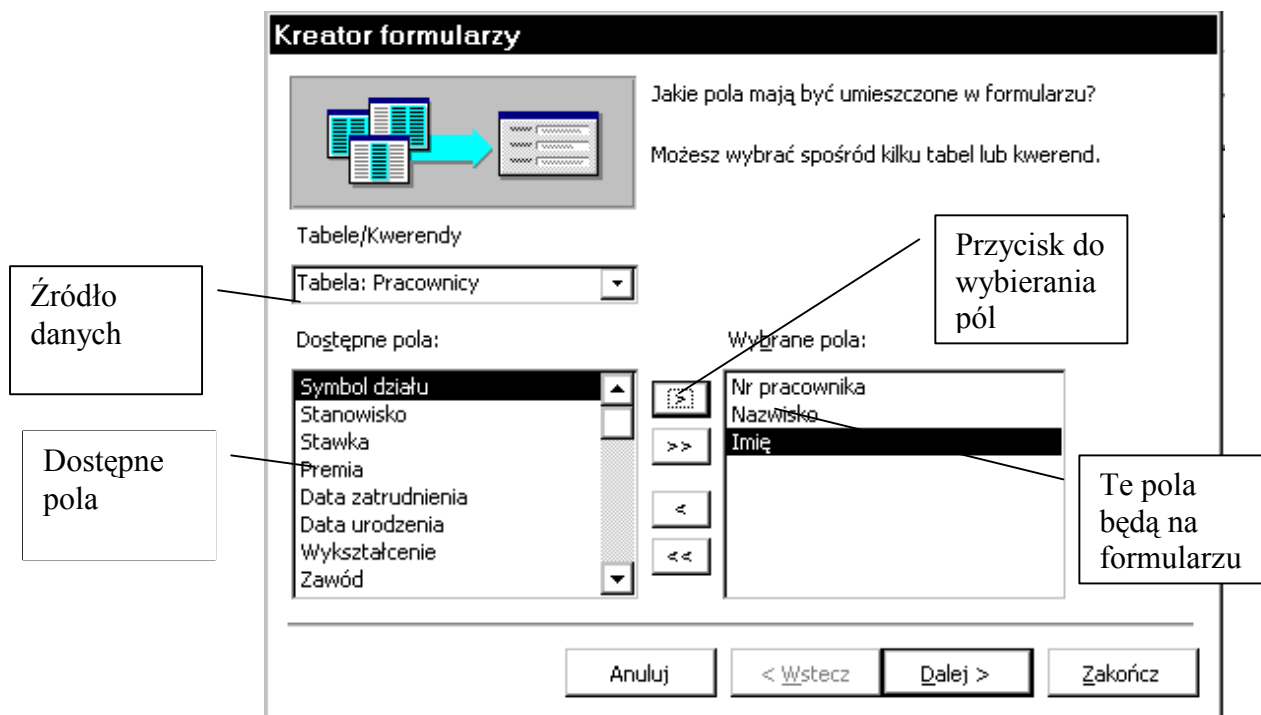 Kreator formularzy
Jakie pola mają być umieszczone w formularzu?
Możesz wybrać spośród kilku tabel lub kwerend.
Tabele/Kwerendy
Tabela: Pracownicy
Źródło
danych
Przycisk do
wybierania
pól
Dostępne pola:
Wybrane pola:
Symbol działu
Stanowisko
Stawka
Premia
Data zatrudnienia
Data urodzenia
Wykształcenie
Zawód
>
>>
<
<<
Nr pracownika
Nazwisko
Imię
Dostępne
pola
Te pola
będą na
formularzu
Anuluj
< Wstecz
Dalej >
Zakończ